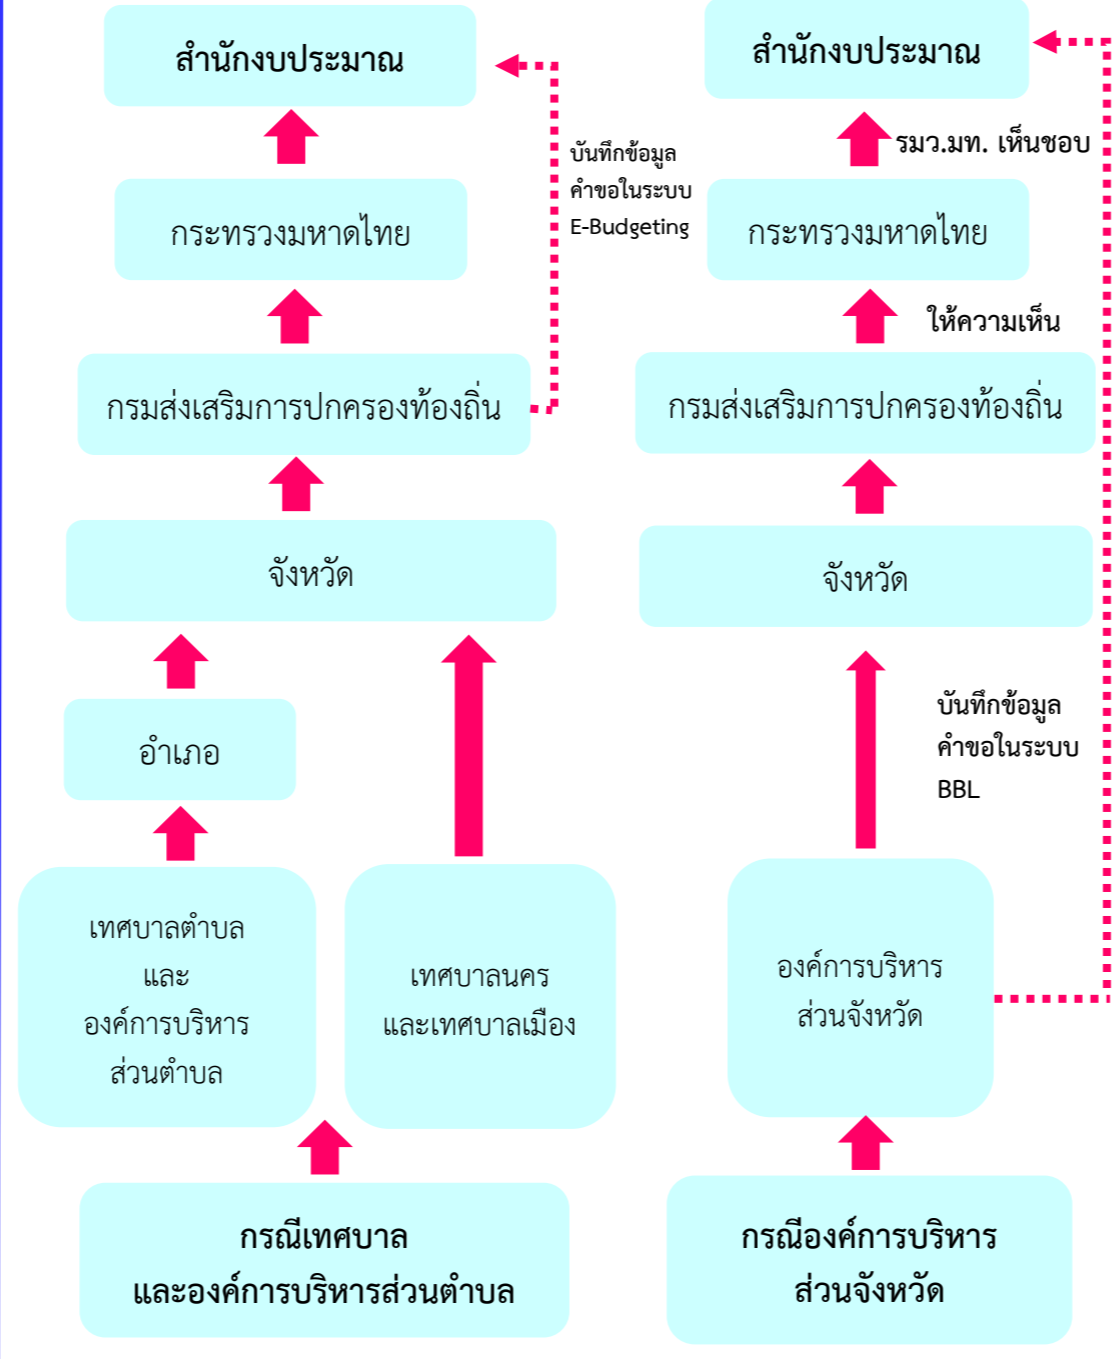 สำนักงบประมาณ
บันทึกข้อมูล
คำขอในระบบ
E-Budgeting
กระทรวงมหาดไทย
กรมส่งเสริมการปกครองท้องถิ่น
จังหวัด
อำเภอ
เทศบาลตำบล
และ
องค์การบริหาร
ส่วนตำบล
เทศบาลนคร
และเทศบาลเมือง
กรณีเทศบาล
และองค์การบริหารส่วนตำบล
สำนักงบประมาณ
รมว.มท. เห็นชอบ
กระทรวงมหาดไทย
ให้ความเห็น
กรมส่งเสริมการปกครองท้องถิ่น
จังหวัด
บันทึกข้อมูล
คำขอในระบบ
BBL
องค์การบริหาร
ส่วนจังหวัด
กรณีองค์การบริหาร
ส่วนจังหวัด